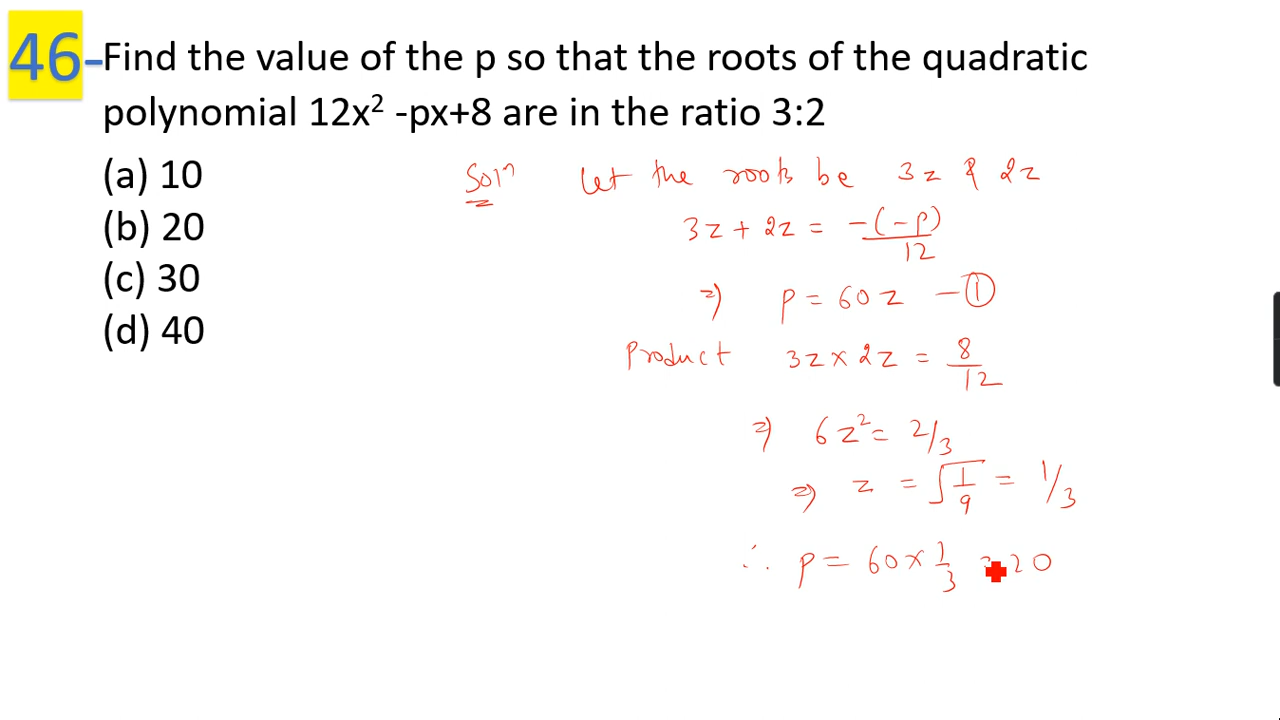 46-Find the value of the p so that the roots of the quadratic
polynomial 12x² -px+8 are in the ratio 3:2
(a) 10
(b) 20
(c) 30
(d) 40
Solⁿ Let the roots be 3z & 2z
3z + 2z = -(-p)/12
⇒) p = 60z -①
Product 3z × 2z = 8/12
⇒) 6z² = 2/3
⇒) z = √1/9 = 1/3
∴ p = 60 × 1/3 = 20